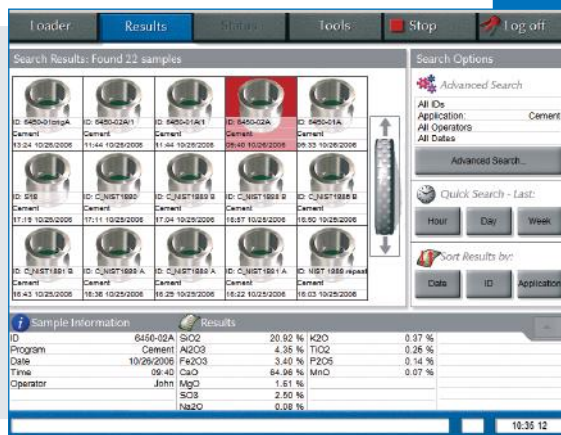 Loader Results Status Tools Stop Log off
Search Results: Found 22 samples
ID: 6450-01origA ID: 6450-02A/1 ID: 6450-01A/1 ID: 6450-02A ID: 6450-01A
Cement Cement Cement Cement Cement
13:24 10/26/2006 11:44 10/26/2006 11:44 10/26/2006 09:40 10/26/2006 09:33 10/26/2006
ID: C_NIST1880 ID: C_NIST1889 B ID: C_NIST1888 B
Cement Cement Cement Cement Cement
17:19 10/25/2006 17:11 10/25/2006 17:04 10/25/2006 16:57 10/25/2006 16:50 10/25/2006
ID: C_NIST1881 B ID: C_NIST1889 A ID: C_NIST1888 A ID: C_NIST1881 A ID: NIST 1889 repeat
Cement Cement Cement Cement Cement
16:43 10/25/2006 16:36 10/25/2006 16:29 10/25/2006 16:22 10/25/2006 16:03 10/25/2006
Search Options
Advanced Search
All IDs
Application: Cement
All Operators
All Dates
Advanced Search...
Quick Search - Last:
Hour Day Week
Sort Results by:
Date ID Application
Sample Information Results
ID 6450-02A SiO2 20.92 % K2O 0.37 %
Program Cement Al2O3 4.35 % TiO2 0.26 %
Date 10/26/2006 Fe2O3 3.40 % P2O5 0.14 %
Time 09:40 CaO 64.96 % MnO 0.07 %
Operator John MgO 1.61 %
SO3 2.50 %
Na2O 0.08 %
10:35 12